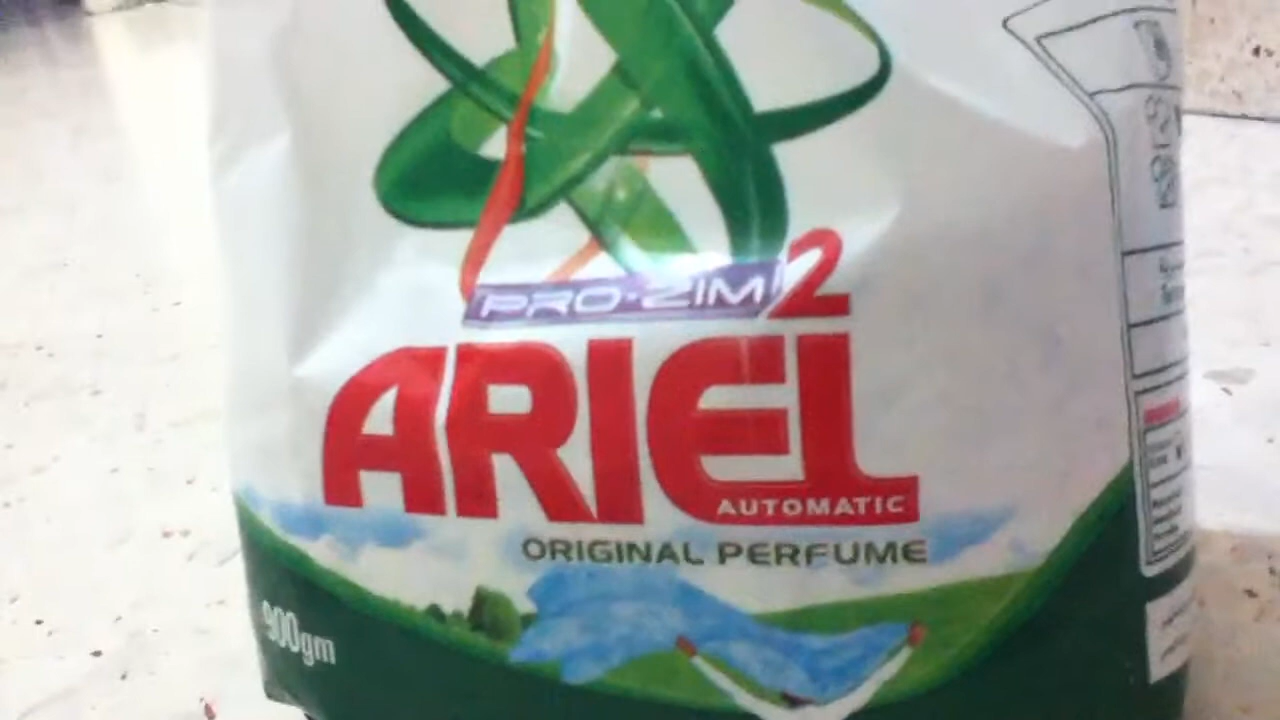 PRO-ZIM 2
ARIEL
AUTOMATIC
ORIGINAL PERFUME
900gm